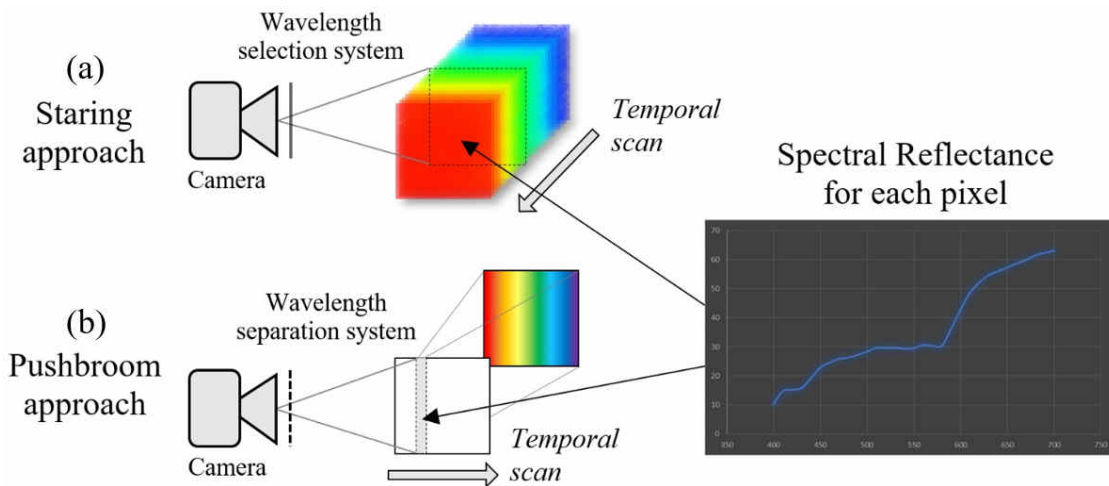 (a)
Staring
approach
Wavelength
selection system
Camera
Temporal
scan
Spectral Reflectance
for each pixel
70
60
50
40
30
20
10
0
350
400
450
500
550
600
650
700
750
(b)
Pushbroom
approach
Wavelength
separation system
Camera
Temporal
scan